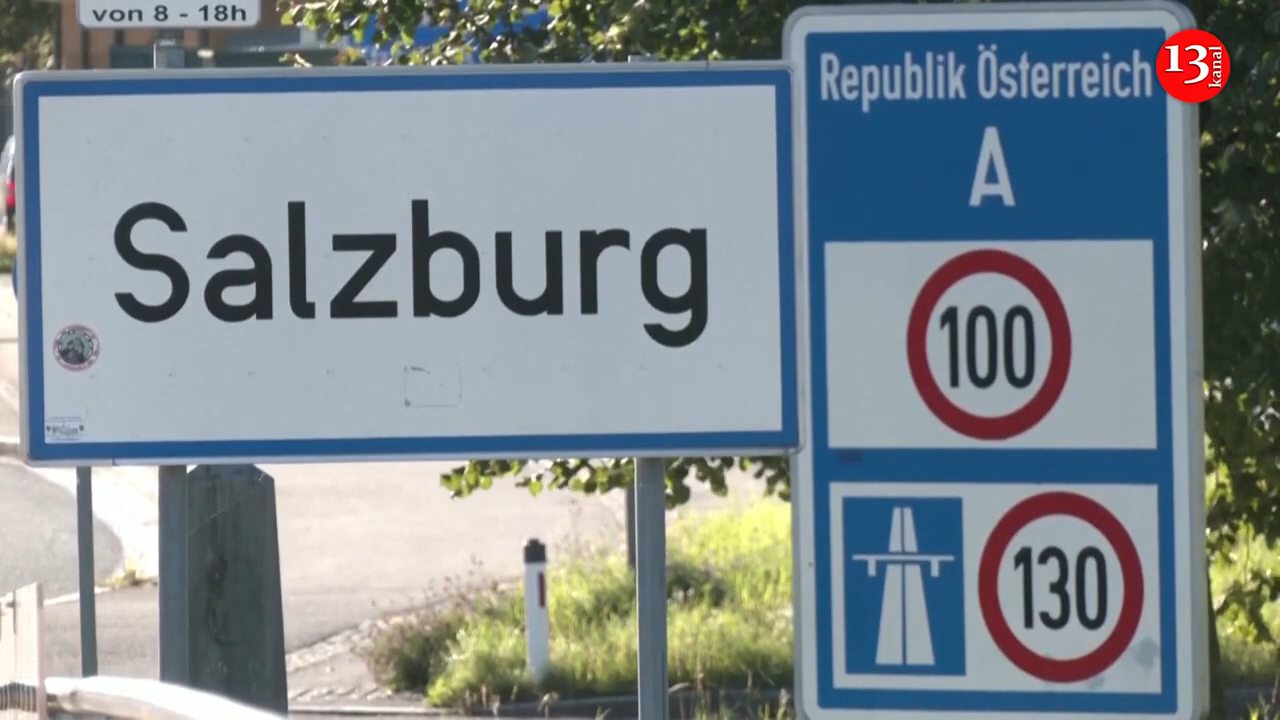 von 8 - 18h
Salzburg
Republik Österreich
A
100
130
13 kanal